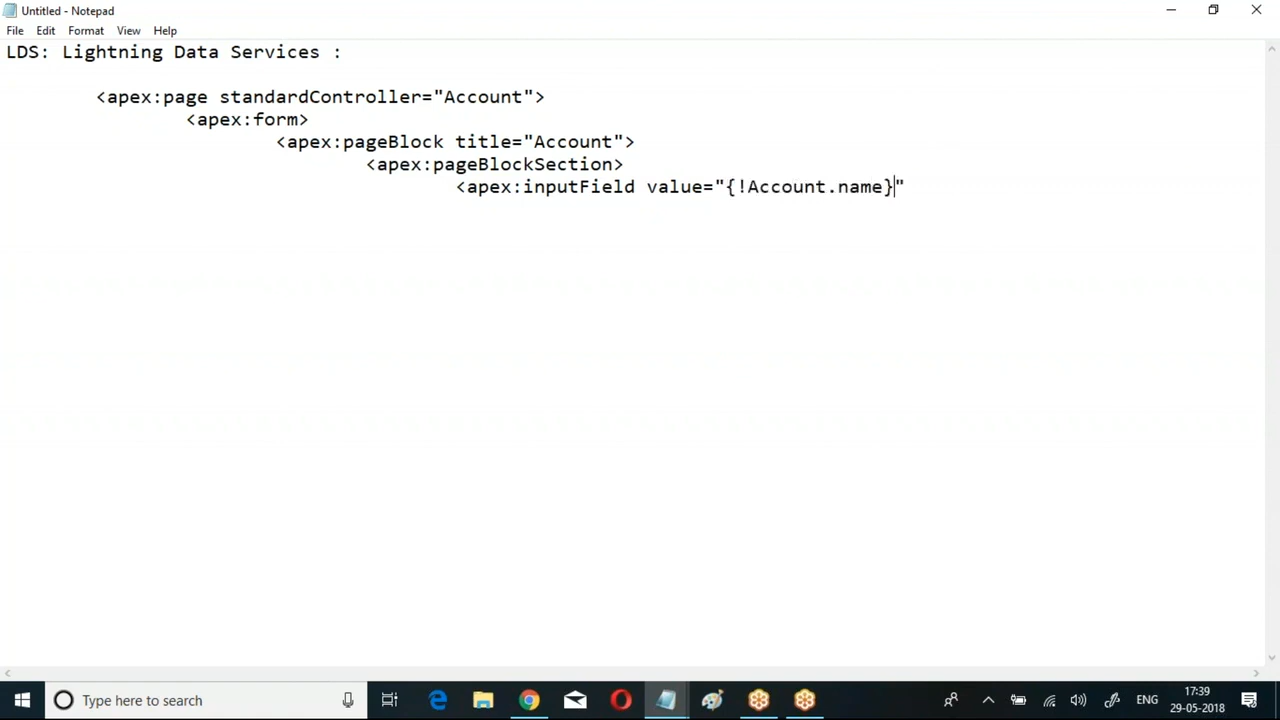 Untitled - Notepad
File Edit Format View Help
LDS: Lightning Data Services :
<apex:page standardController="Account">
<apex:form>
<apex:pageBlock title="Account">
<apex:pageBlockSection>
<apex:inputField value="{!Account.name}"
Type here to search
ENG
17:39
29-05-2018